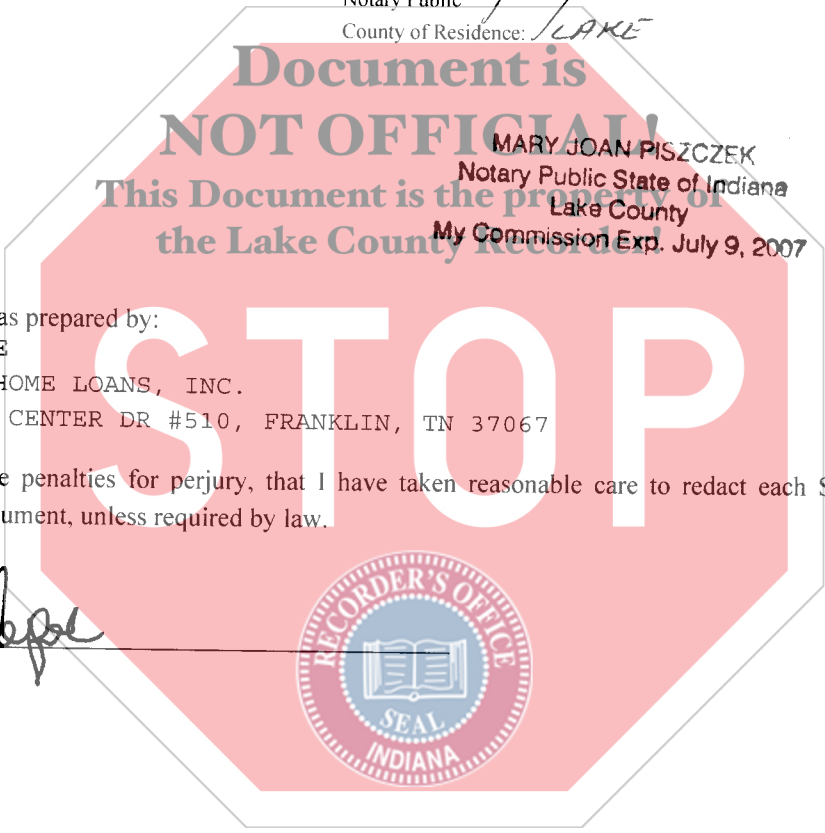 Notary Public
County of Residence: LAKE
Document is
NOT OFFICIAL!
This Document is the property of
the Lake County Recorder!
MARY JOAN PISZCZEK
Notary Public State of Indiana
Lake County
My Commission Exp. July 9, 2007
as prepared by:
E
HOME LOANS, INC.
CENTER DR #510, FRANKLIN, TN 37067
e penalties for perjury, that I have taken reasonable care to redact each S
ument, unless required by law.
STOP
RECORDER'S OFFICE
SEAL
INDIANA